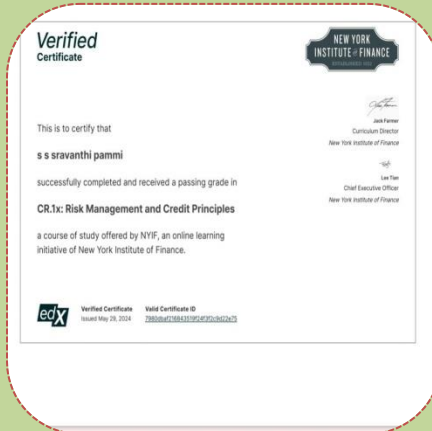 Verified
Certificate
NEW YORK
INSTITUTE OF FINANCE
ESTABLISHED 1922
This is to certify that
s s sravanthi pammi
successfully completed and received a passing grade in
CR.1x: Risk Management and Credit Principles
a course of study offered by NYIF, an online learning
initiative of New York Institute of Finance.
Jack Farmer
Curriculum Director
New York Institute of Finance
Lee Tian
Chief Executive Officer
New York Institute of Finance
edX
Verified Certificate
Issued May 29, 2024
Valid Certificate ID